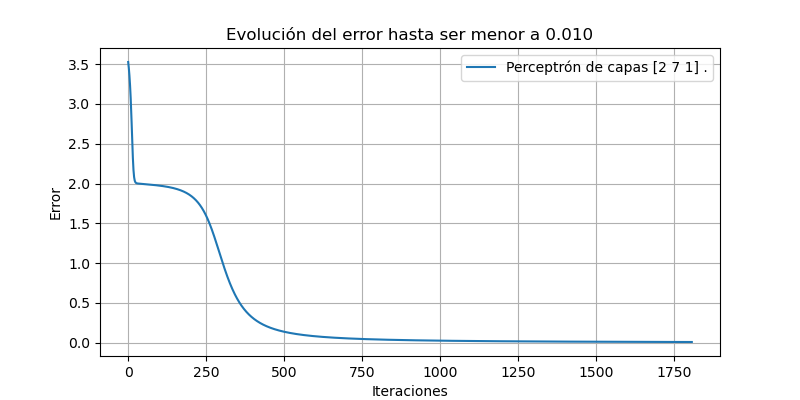 Evolución del error hasta ser menor a 0.010
Perceptrón de capas [2 7 1] .
3.5
3.0
2.5
2.0
1.5
1.0
0.5
0.0
Error
0 250 500 750 1000 1250 1500 1750
Iteraciones